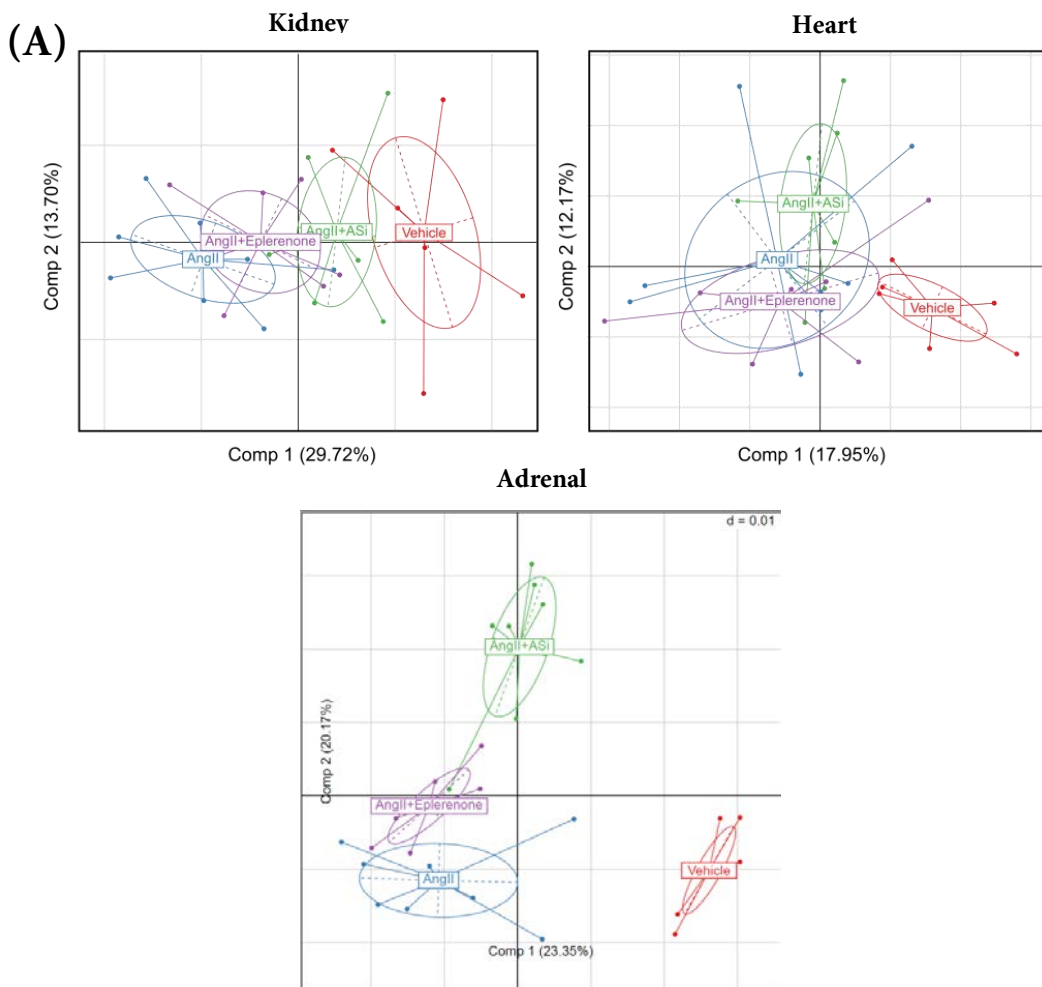 (A)
Kidney
Comp 2 (13.70%)
AngII+Eplerenone
AngII
AngII+ASi
Vehicle
Comp 1 (29.72%)
Heart
Comp 2 (12.17%)
AngII+ASi
AngII
AngII+Eplerenone
Vehicle
Comp 1 (17.95%)
Adrenal
d = 0.01
Comp 2 (20.17%)
AngII+ASi
AngII+Eplerenone
AngII
Vehicle
Comp 1 (23.35%)